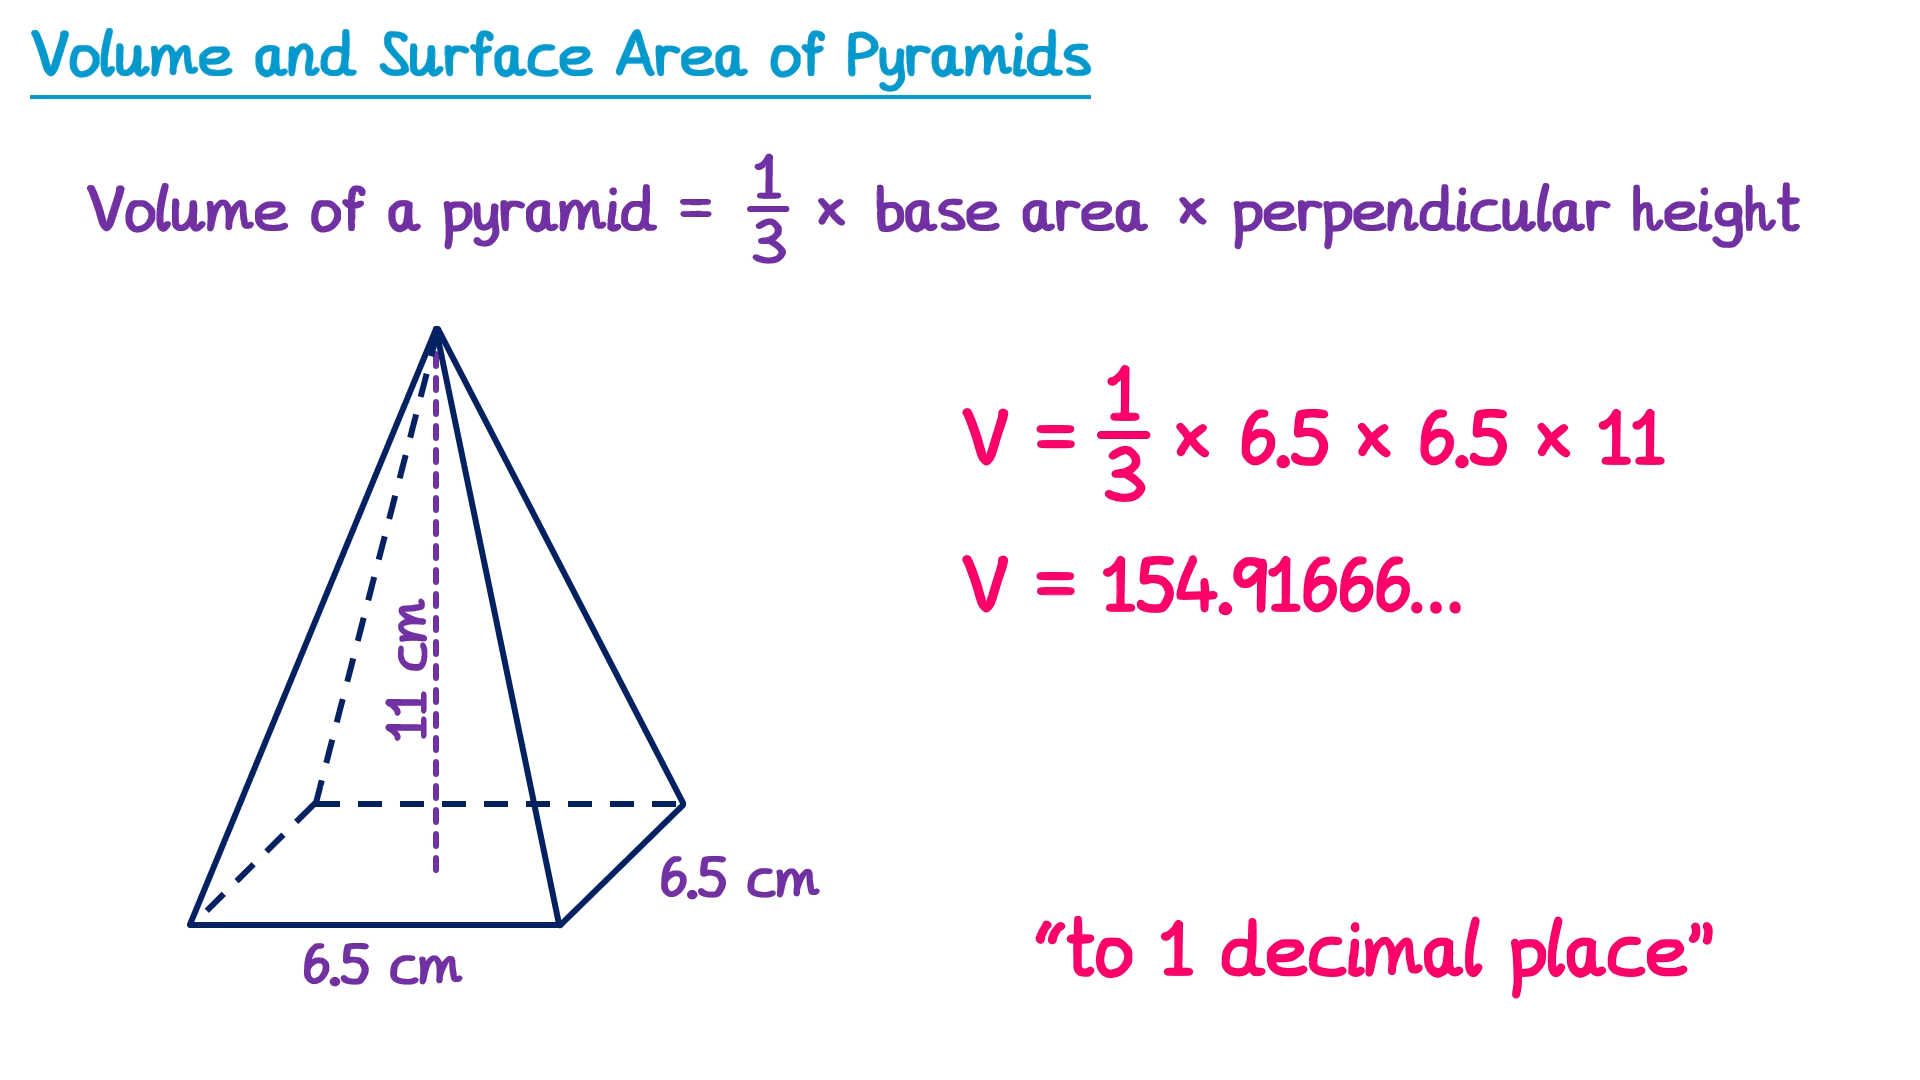 Volume and Surface Area of Pyramids
Volume of a pyramid = 1/3 × base area × perpendicular height
V = 1/3 × 6.5 × 6.5 × 11
V = 154.91666...
11 cm
6.5 cm
6.5 cm
“to 1 decimal place”